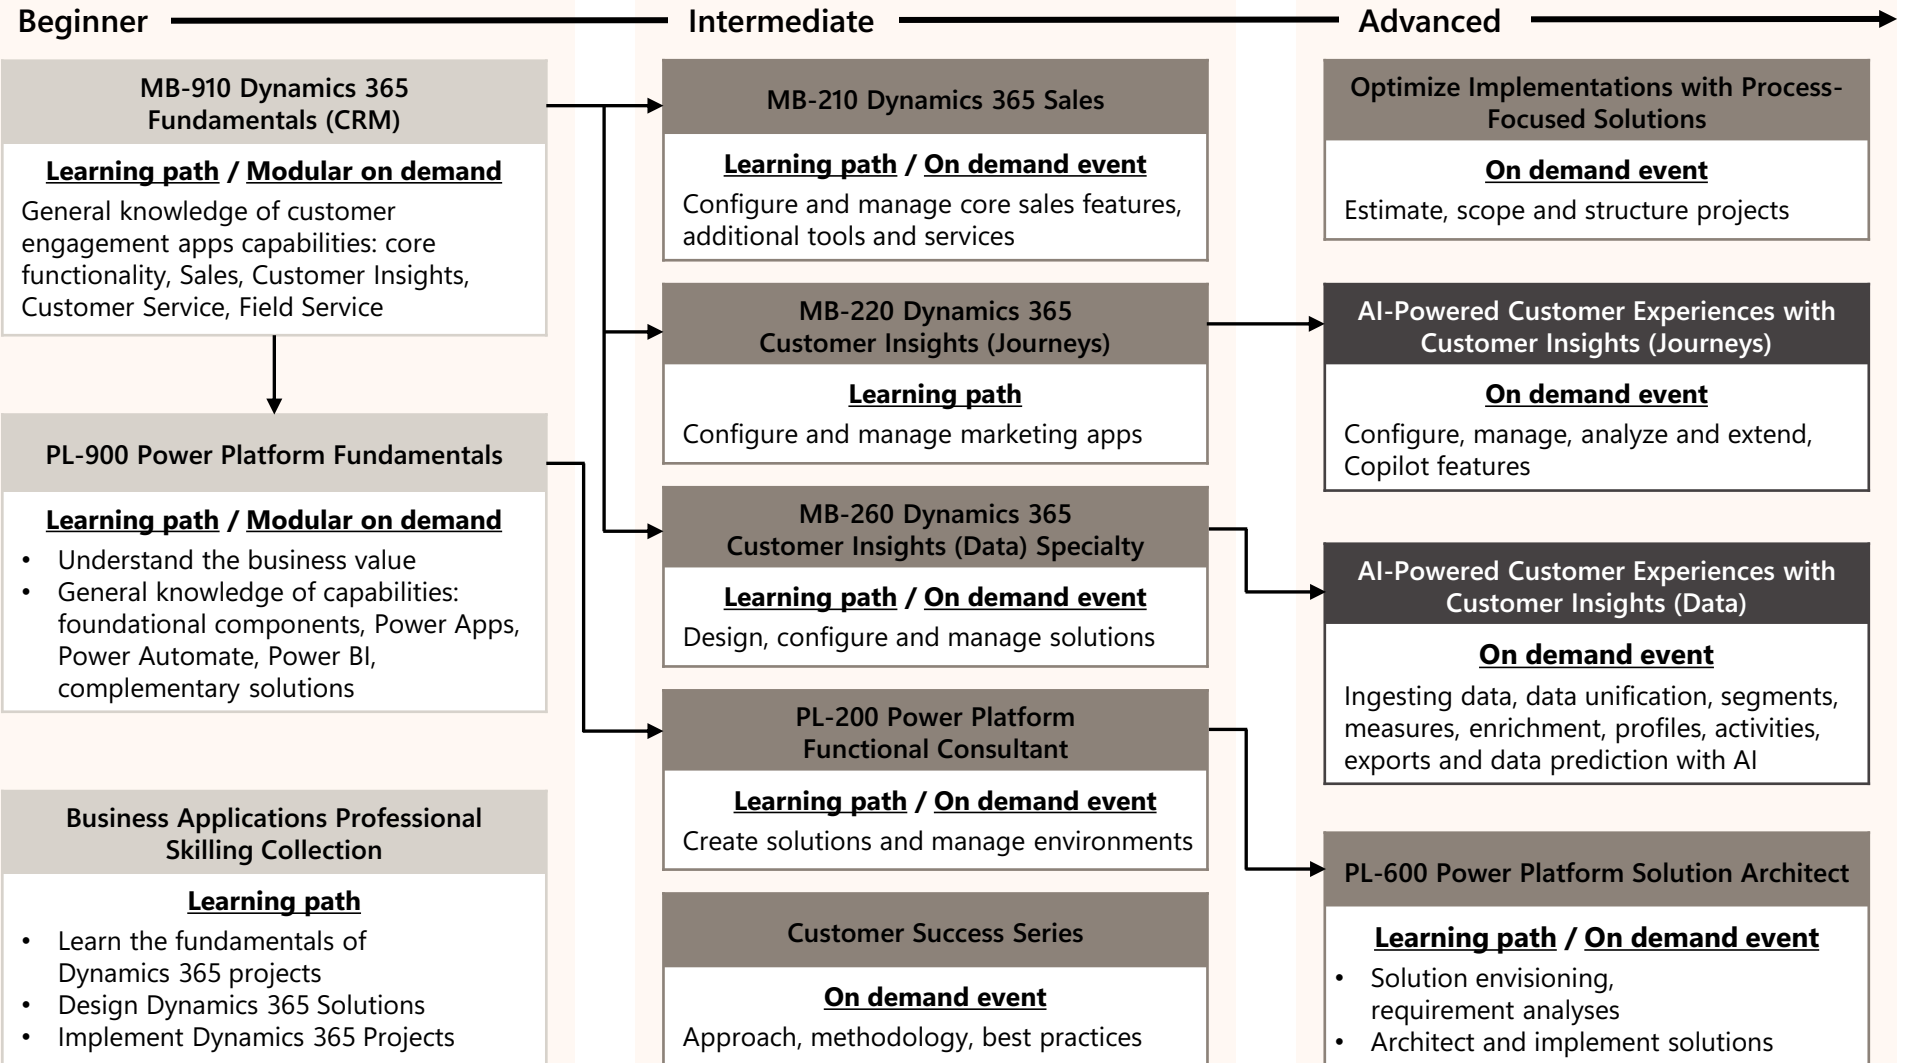 Beginner
Intermediate
Advanced
MB-910 Dynamics 365
Fundamentals (CRM)
Learning path / Modular on demand
General knowledge of customer
engagement apps capabilities: core
functionality, Sales, Customer Insights,
Customer Service, Field Service
PL-900 Power Platform Fundamentals
Learning path / Modular on demand
• Understand the business value
• General knowledge of capabilities:
foundational components, Power Apps,
Power Automate, Power BI,
complementary solutions
Business Applications Professional
Skilling Collection
Learning path
• Learn the fundamentals of
Dynamics 365 projects
• Design Dynamics 365 Solutions
• Implement Dynamics 365 Projects
MB-210 Dynamics 365 Sales
Learning path / On demand event
Configure and manage core sales features,
additional tools and services
MB-220 Dynamics 365
Customer Insights (Journeys)
Learning path
Configure and manage marketing apps
MB-260 Dynamics 365
Customer Insights (Data) Specialty
Learning path / On demand event
Design, configure and manage solutions
PL-200 Power Platform
Functional Consultant
Learning path / On demand event
Create solutions and manage environments
Customer Success Series
On demand event
Approach, methodology, best practices
Optimize Implementations with Process-
Focused Solutions
On demand event
Estimate, scope and structure projects
AI-Powered Customer Experiences with
Customer Insights (Journeys)
On demand event
Configure, manage, analyze and extend,
Copilot features
AI-Powered Customer Experiences with
Customer Insights (Data)
On demand event
Ingesting data, data unification, segments,
measures, enrichment, profiles, activities,
exports and data prediction with AI
PL-600 Power Platform Solution Architect
Learning path / On demand event
• Solution envisioning,
requirement analyses
• Architect and implement solutions